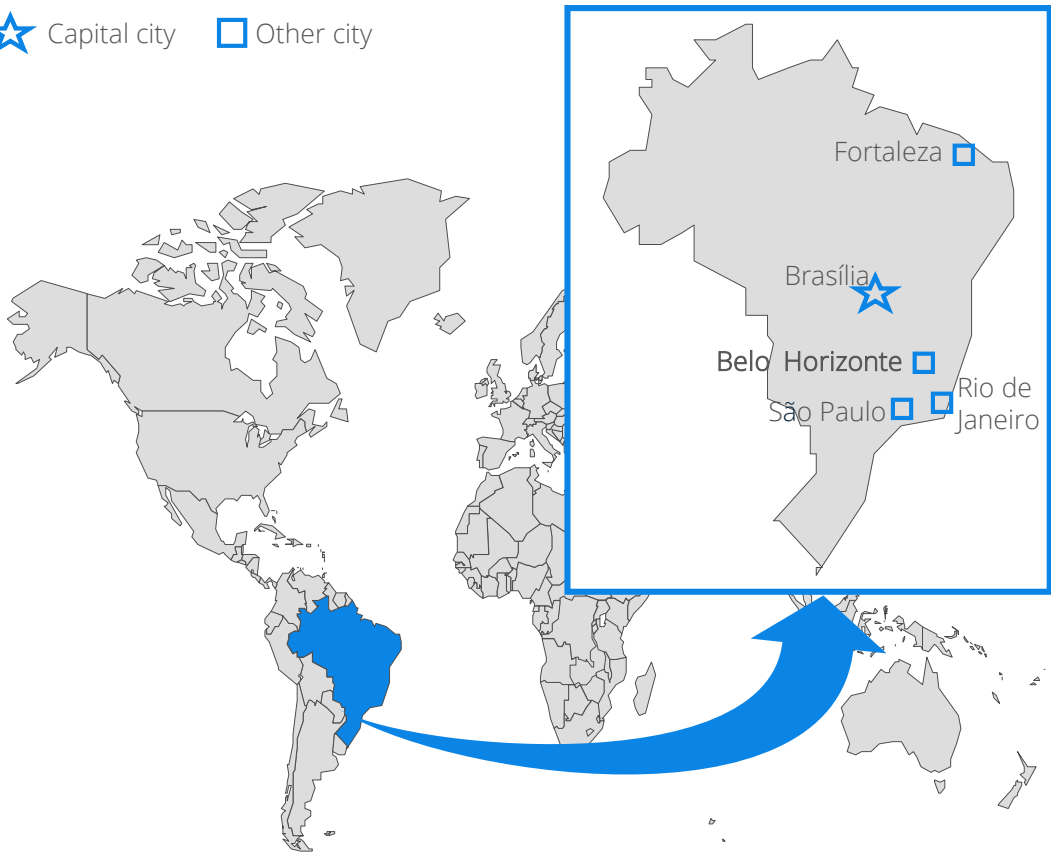 Capital city
Other city
Fortaleza
Brasília
Belo Horizonte
Rio de
Janeiro
São Paulo